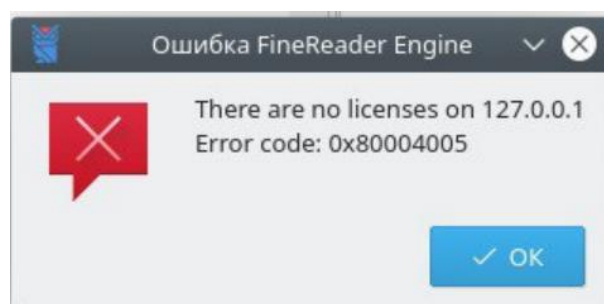 Ошибка FineReader Engine
There are no licenses on 127.0.0.1
Error code: 0x80004005
OK